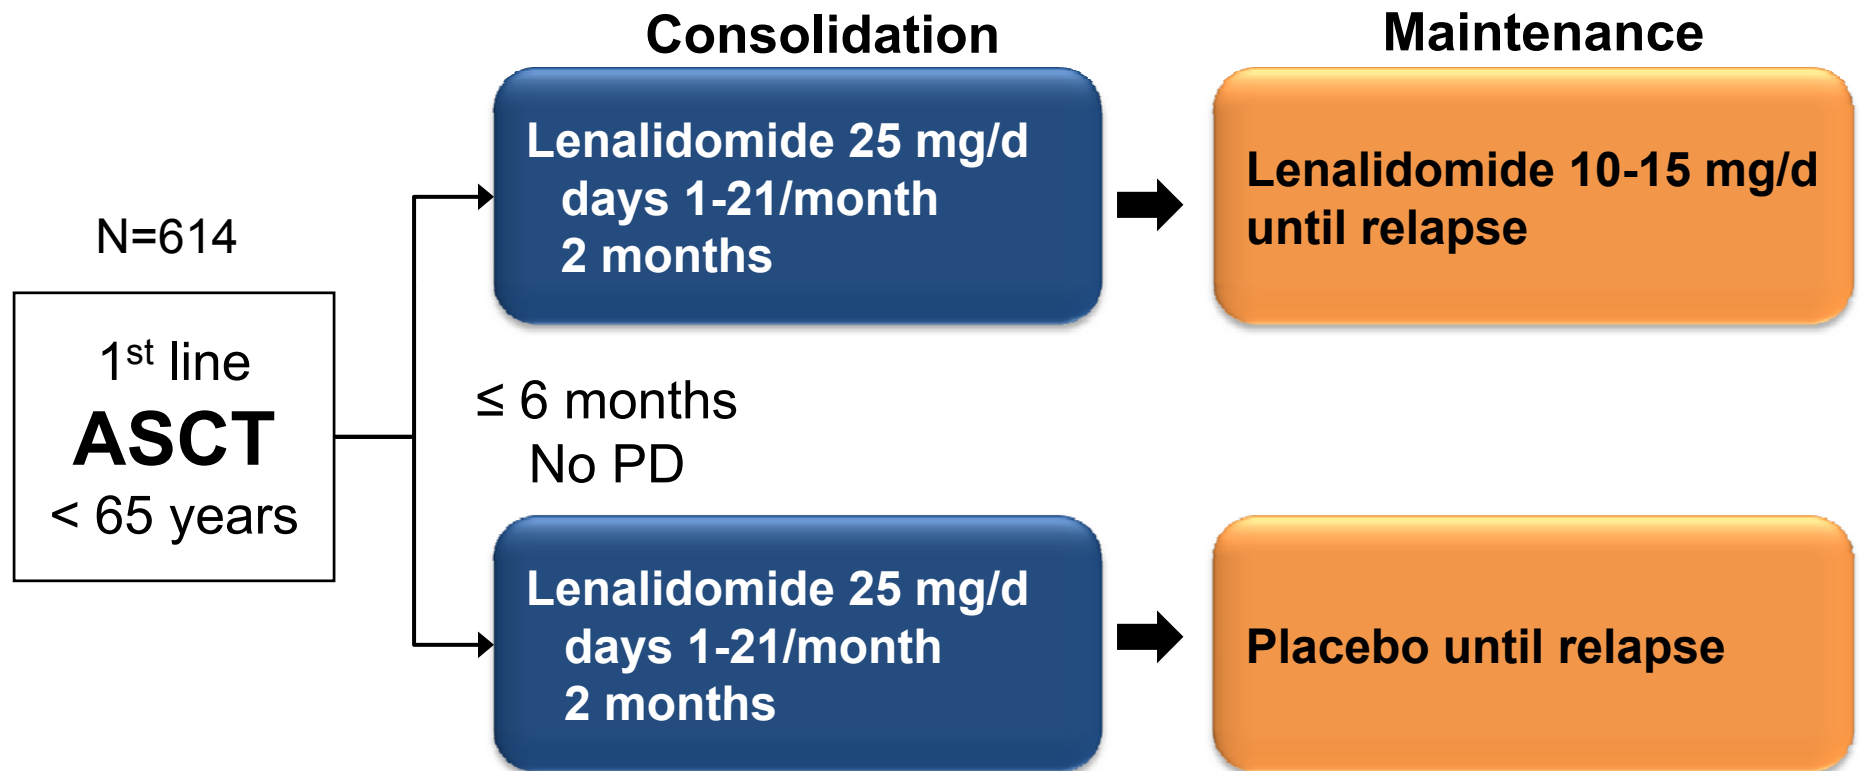 Consolidation
Maintenance
N=614
1st line
ASCT
< 65 years
Lenalidomide 25 mg/d
days 1-21/month
2 months
Lenalidomide 10-15 mg/d
until relapse
≤ 6 months
No PD
Lenalidomide 25 mg/d
days 1-21/month
2 months
Placebo until relapse